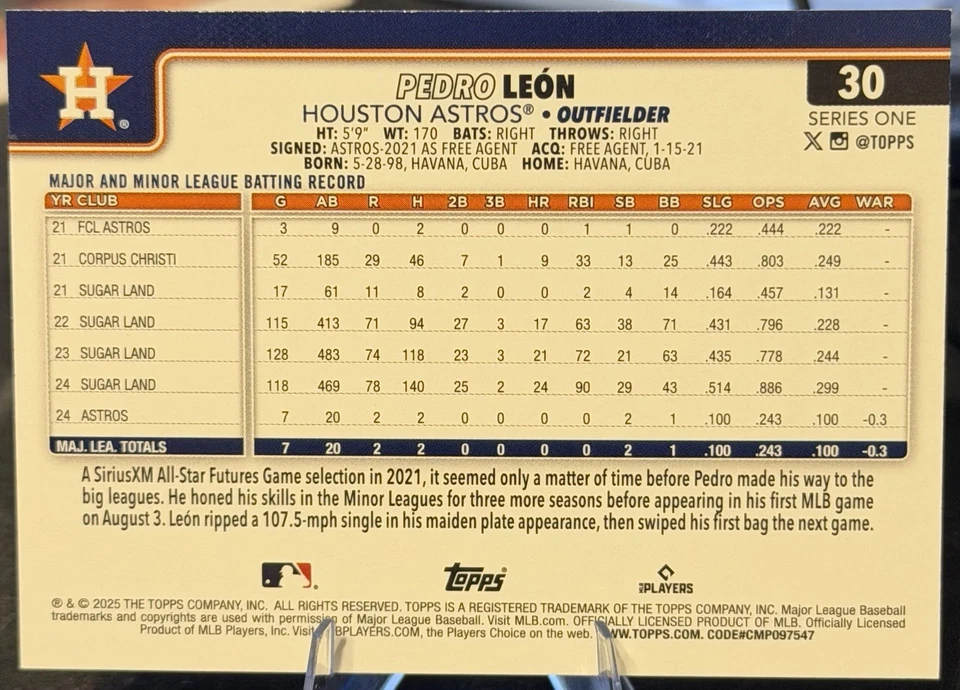 H®
PEDRO LEÓN
30
HOUSTON ASTROS® • OUTFIELDER
SERIES ONE
HT: 5'9" WT: 170 BATS: RIGHT THROWS: RIGHT
@TOPPS
SIGNED: ASTROS-2021 AS FREE AGENT ACQ: FREE AGENT, 1-15-21
BORN: 5-28-98, HAVANA, CUBA HOME: HAVANA, CUBA
MAJOR AND MINOR LEAGUE BATTING RECORD
YR CLUB G AB R H 2B 3B HR RBI SB BB SLG OPS AVG WAR
21 FCL ASTROS 3 9 0 2 0 0 0 1 1 0 .222 .444 .222 -
21 CORPUS CHRISTI 52 185 29 46 7 1 9 33 13 25 .443 .803 .249 -
21 SUGAR LAND 17 61 11 8 2 0 0 2 4 14 .164 .457 .131 -
22 SUGAR LAND 115 413 71 94 27 3 17 63 38 71 .431 .796 .228 -
23 SUGAR LAND 128 483 74 118 23 3 21 72 21 63 .435 .778 .244 -
24 SUGAR LAND 118 469 78 140 25 2 24 90 29 43 .514 .886 .299 -
24 ASTROS 7 20 2 2 0 0 0 0 2 1 .100 .243 .100 -0.3
MAJ. LEA. TOTALS 7 20 2 2 0 0 0 0 2 1 .100 .243 .100 -0.3
A SiriusXM All-Star Futures Game selection in 2021, it seemed only a matter of time before Pedro made his way to the
big leagues. He honed his skills in the Minor Leagues for three more seasons before appearing in his first MLB game
on August 3. León ripped a 107.5-mph single in his maiden plate appearance, then swiped his first bag the next game.
Topps®
PLAYERS
® & © 2025 THE TOPPS COMPANY, INC. ALL RIGHTS RESERVED. TOPPS IS A REGISTERED TRADEMARK OF THE TOPPS COMPANY, INC. Major League Baseball
trademarks and copyrights are used with permission of Major League Baseball. Visit MLB.com. OFFICIALLY LICENSED PRODUCT OF MLB. Officially Licensed
Product of MLB Players, Inc. Visit BPLAYERS.COM, the Players Choice on the web. WW.TOPPS.COM. CODE#CMP097547